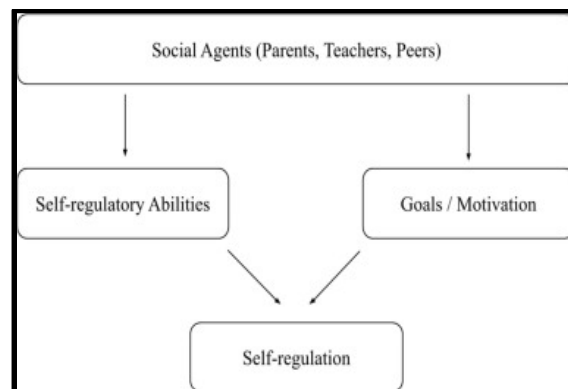 Social Agents (Parents, Teachers, Peers)
Self-regulatory Abilities
Goals / Motivation
Self-regulation